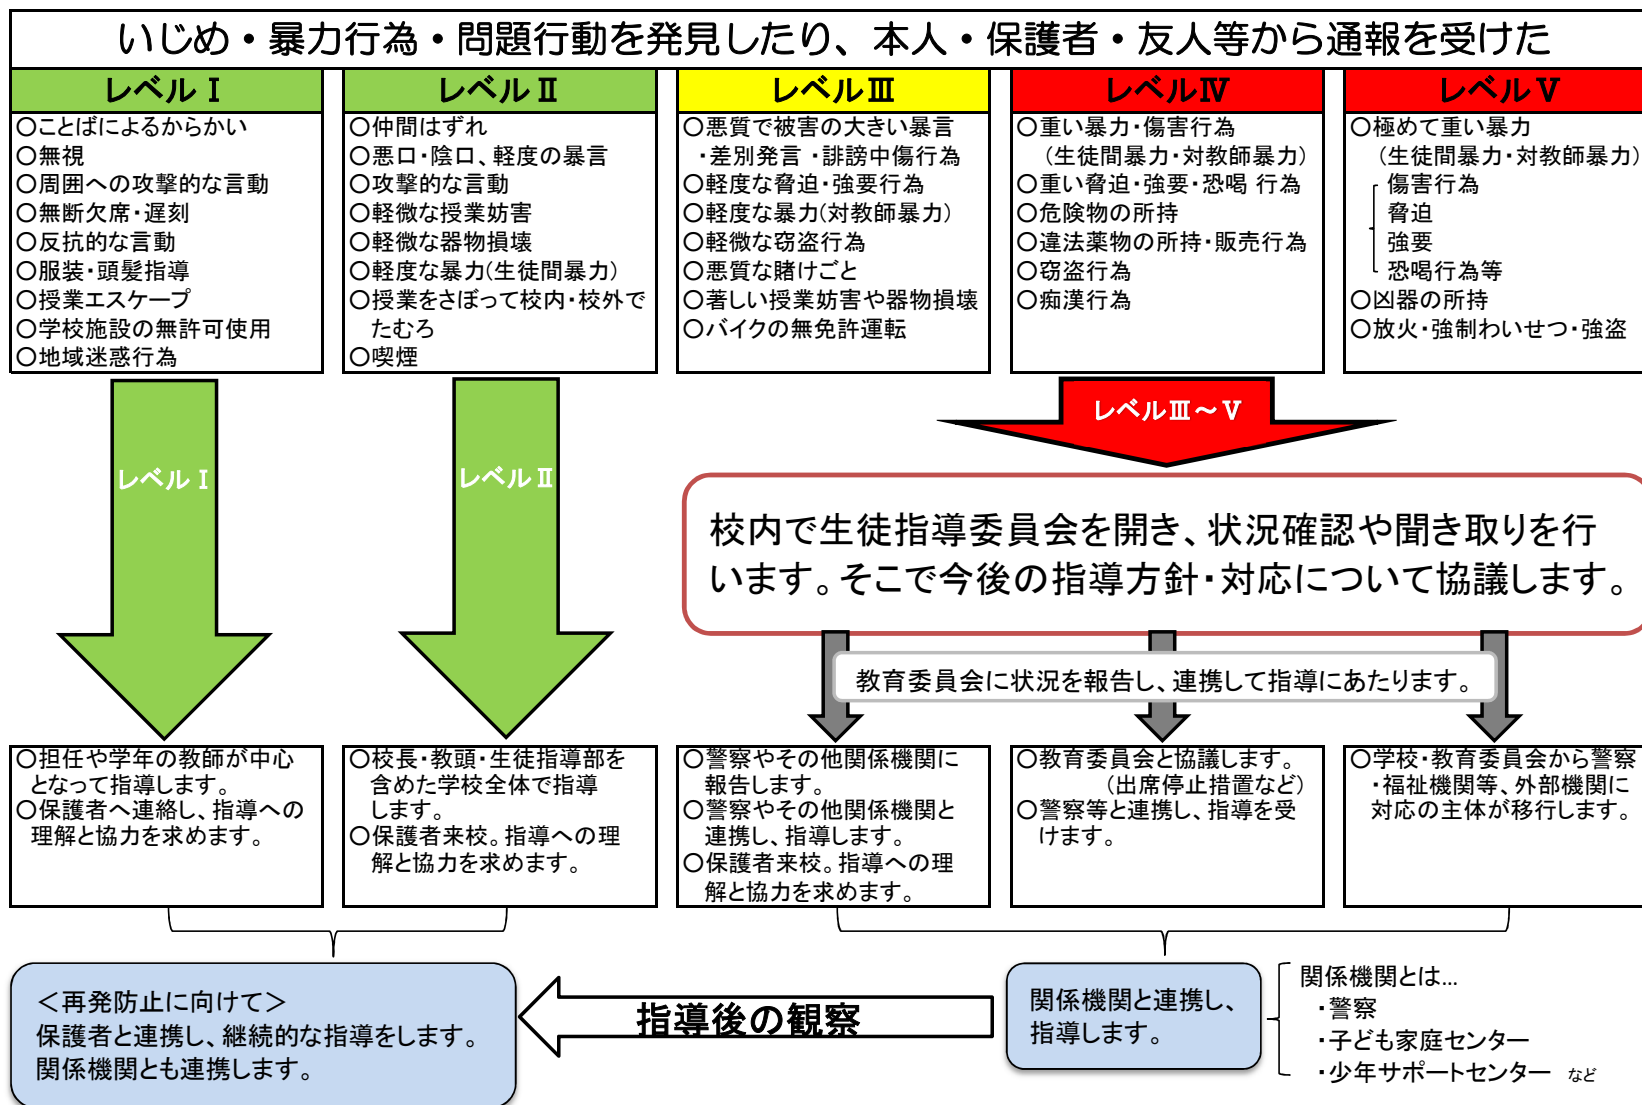 いじめ・暴力行為・問題行動を発見したり、本人・保護者・友人等から通報を受けた
レベルⅠ
○ことばによるからかい
○無視
○周囲への攻撃的な言動
○無断欠席・遅刻
○反抗的な言動
○服装・頭髪指導
○授業エスケープ
○学校施設の無許可使用
○地域迷惑行為
レベルⅡ
○仲間はずれ
○悪口・陰口、軽度の暴言
○攻撃的な言動
○軽微な授業妨害
○軽微な器物損壊
○軽度な暴力(生徒間暴力)
○授業をさぼって校内・校外で
たむろ
○喫煙
レベルⅢ
○悪質で被害の大きい暴言
・差別発言・誹謗中傷行為
○軽度な脅迫・強要行為
○軽度な暴力(対教師暴力)
○軽微な窃盗行為
○悪質な賭けごと
○著しい授業妨害や器物損壊
○バイクの無免許運転
レベルⅣ
○重い暴力・傷害行為
(生徒間暴力・対教師暴力)
○重い脅迫・強要・恐喝 行為
○危険物の所持
○違法薬物の所持・販売行為
○窃盗行為
○痴漢行為
レベルⅤ
○極めて重い暴力
(生徒間暴力・対教師暴力)
傷害行為
脅迫
強要
恐喝行為等
○凶器の所持
○放火・強制わいせつ・強盗
レベルⅠ
レベルⅡ
レベルⅢ～Ⅴ
校内で生徒指導委員会を開き、状況確認や聞き取りを行
います。そこで今後の指導方針・対応について協議します。
教育委員会に状況を報告し、連携して指導にあたります。
○担任や学年の教師が中心
となって指導します。
○保護者へ連絡し、指導への
理解と協力を求めます。
○校長・教頭・生徒指導部を
含めた学校全体で指導
します。
○保護者来校。指導への理
解と協力を求めます。
○警察やその他関係機関に
報告します。
○警察やその他関係機関と
連携し、指導します。
○保護者来校。指導への理
解と協力を求めます。
○教育委員会と協議します。
(出席停止措置など)
○警察等と連携し、指導を受
けます。
○学校・教育委員会から警察
・福祉機関等、外部機関に
対応の主体が移行します。
＜再発防止に向けて＞
保護者と連携し、継続的な指導をします。
関係機関とも連携します。
指導後の観察
関係機関と連携し、
指導します。
関係機関とは…
・警察
・子ども家庭センター
・少年サポートセンター など